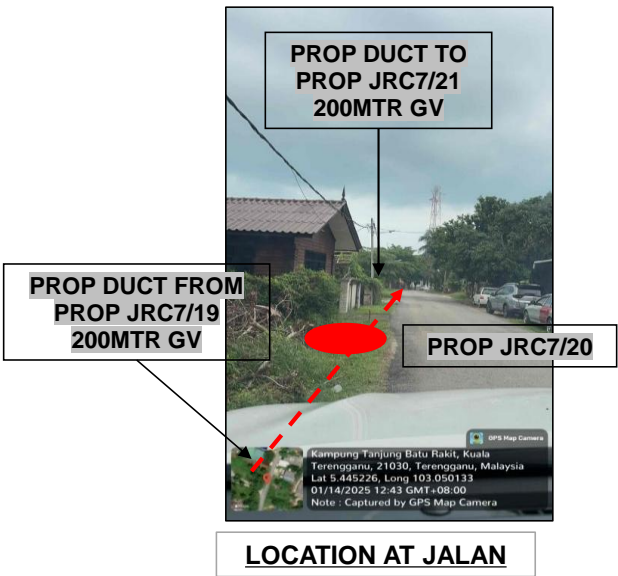 PROP DUCT TO
PROP JRC7/21
200MTR GV
PROP DUCT FROM
PROP JRC7/19
200MTR GV
PROP JRC7/20
GPS Map Camera
Kampung Tanjung Batu Rakit, Kuala
Terengganu, 21030, Terengganu, Malaysia
Lat 5.445226, Long 103.050133
01/14/2025 12:43 GMT+08:00
Note : Captured by GPS Map Camera
LOCATION AT JALAN